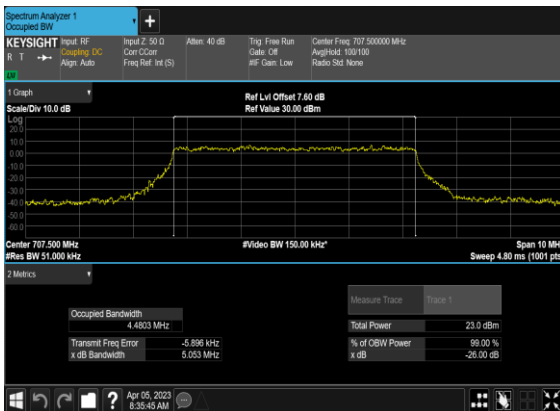 Spectrum Analyzer 1
Occupied BW
+
KEYSIGHT
R T
LV
Input: RF
Coupling: DC
Align: Auto
Input Z: 50 Ω
Corr CCorr
Freq Ref: Int (S)
Atten: 40 dB
Trig: Free Run
Gate: Off
#IF Gain: Low
Center Freq: 707.500000 MHz
Avg|Hold: 100/100
Radio Std: None
1 Graph
Scale/Div 10.0 dB
Ref Lvl Offset 7.60 dB
Ref Value 30.00 dBm
Log
20.0
10.0
0.00
-10.0
-20.0
-30.0
-40.0
-50.0
-60.0
Center 707.500 MHz
#Res BW 51.000 kHz
#Video BW 150.00 kHz*
Span 10 MH
Sweep 4.80 ms (1001 pts
2 Metrics
Measure Trace
Trace 1
Occupied Bandwidth
4.4803 MHz
Total Power
23.0 dBm
Transmit Freq Error
-5.896 kHz
% of OBW Power
99.00 %
x dB Bandwidth
5.053 MHz
x dB
-26.00 dB
?
Apr 05, 2023
8:35:45 AM